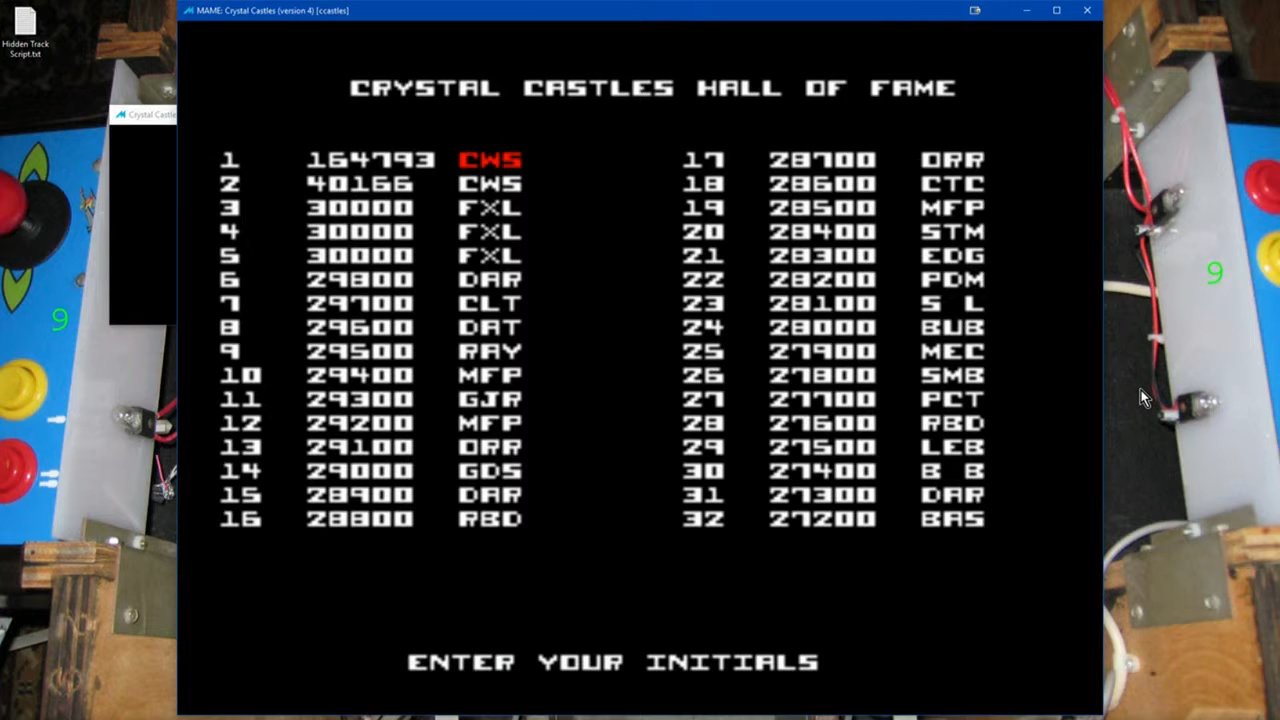 Hidden Track
Script.txt
MAME: Crystal Castles (version 4) [ccastles]
Crystal Castle
CRYSTAL CASTLES HALL OF FAME
1 164793 CWS 17 28700 ORR
2 40166 CWS 18 28600 CTC
3 30000 FXL 19 28500 MFP
4 30000 FXL 20 28400 STM
5 30000 FXL 21 28300 EDG
6 29800 DAR 22 28200 PDM
7 29700 CLT 23 28100 S L
8 29600 DAT 24 28000 BUB
9 29500 RAY 25 27900 MEC
10 29400 MFP 26 27800 SMB
11 29300 GJR 27 27700 PCT
12 29200 MFP 28 27600 RBD
13 29100 ORR 29 27500 LEB
14 29000 GDS 30 27400 B B
15 28900 DAR 31 27300 DAR
16 28800 RBD 32 27200 BAS
9
9
ENTER YOUR INITIALS